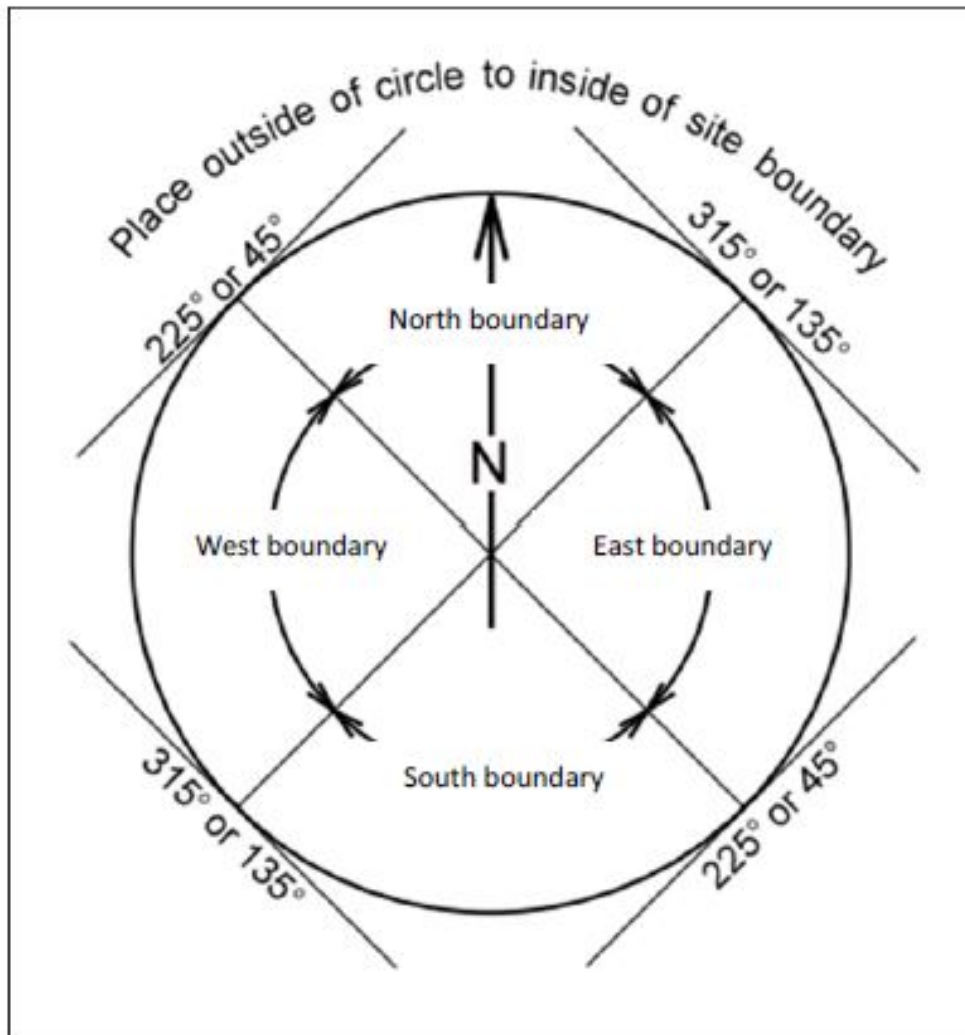 Place outside of circle to inside of site boundary
225° or 45°
315° or 135°
North boundary
N
West boundary
East boundary
South boundary
315° or 135°
225° or 45°